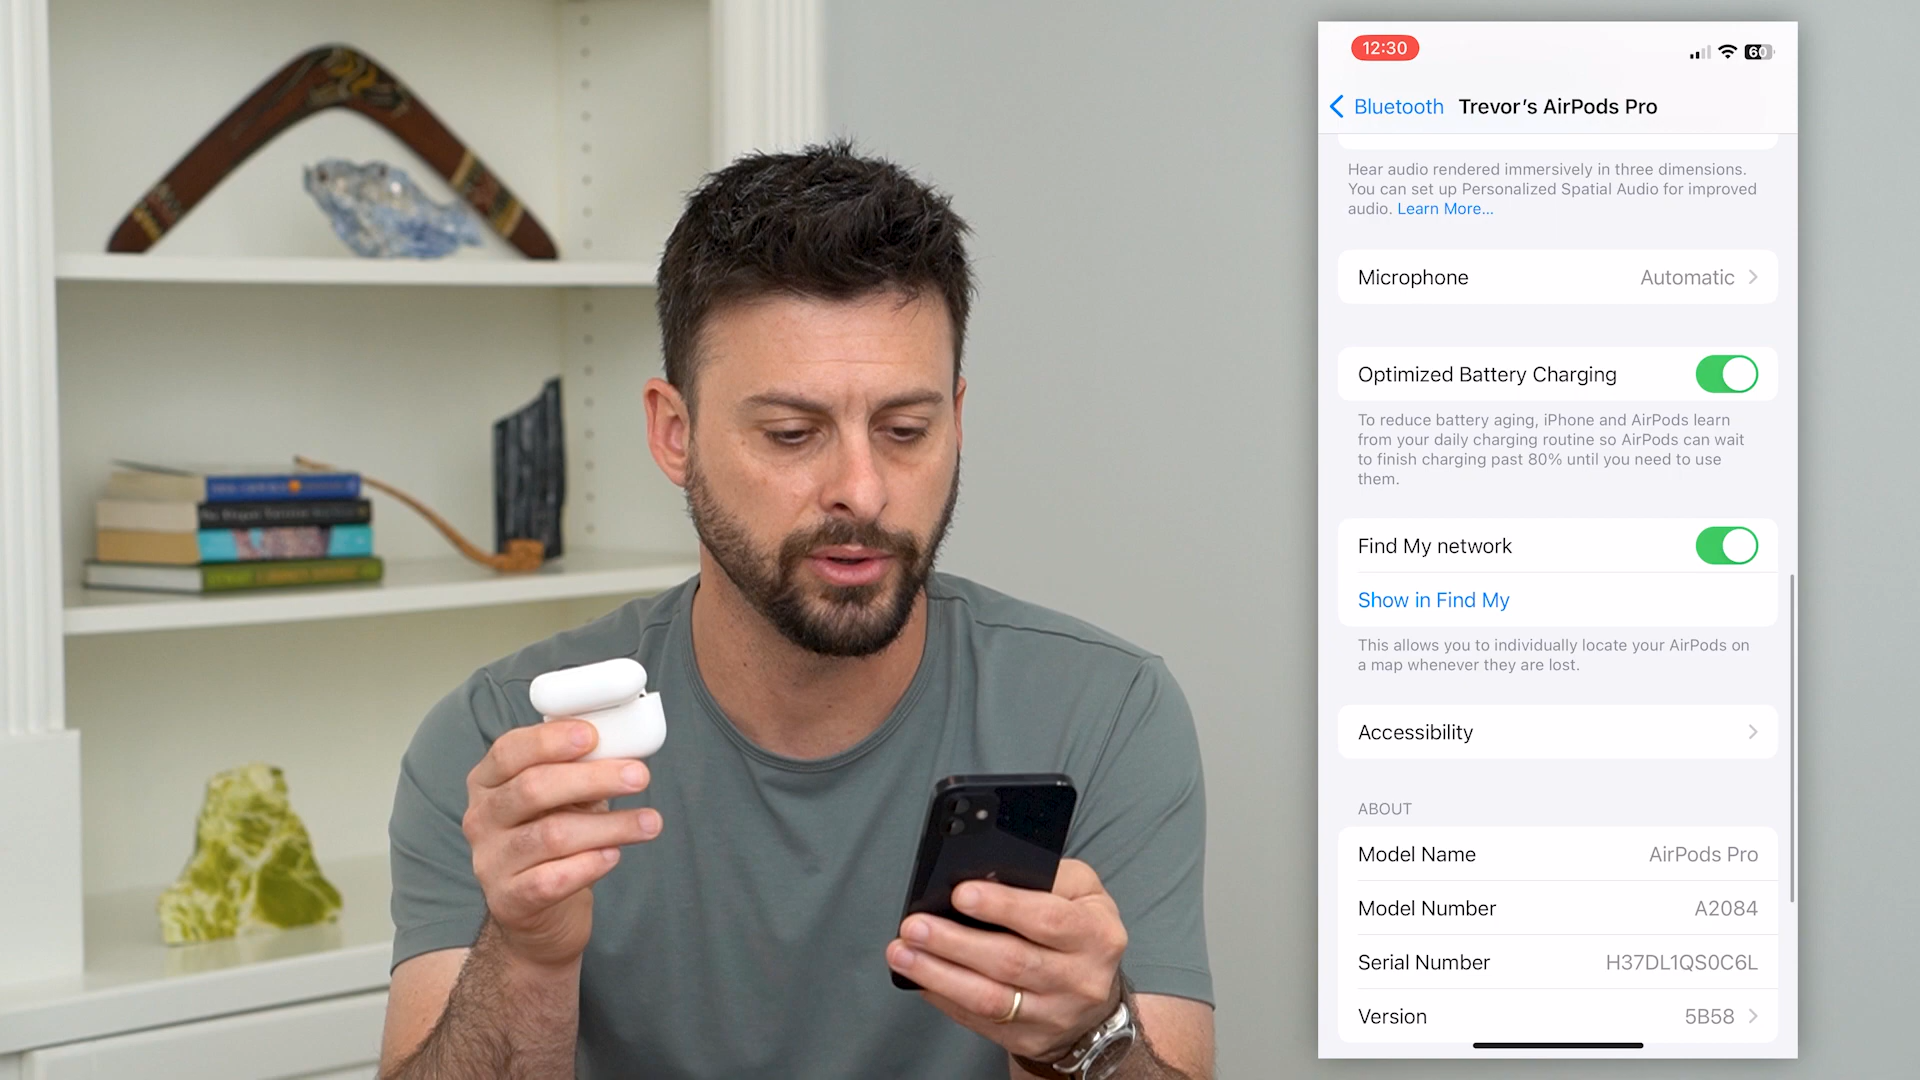 12:30
60
Bluetooth Trevor’s AirPods Pro
Hear audio rendered immersively in three dimensions.
You can set up Personalized Spatial Audio for improved
audio. Learn More...
Microphone Automatic
Optimized Battery Charging
To reduce battery aging, iPhone and AirPods learn
from your daily charging routine so AirPods can wait
to finish charging past 80% until you need to use
them.
Find My network
Show in Find My
This allows you to individually locate your AirPods on
a map whenever they are lost.
Accessibility
ABOUT
Model Name AirPods Pro
Model Number A2084
Serial Number H37DL1QS0C6L
Version 5B58